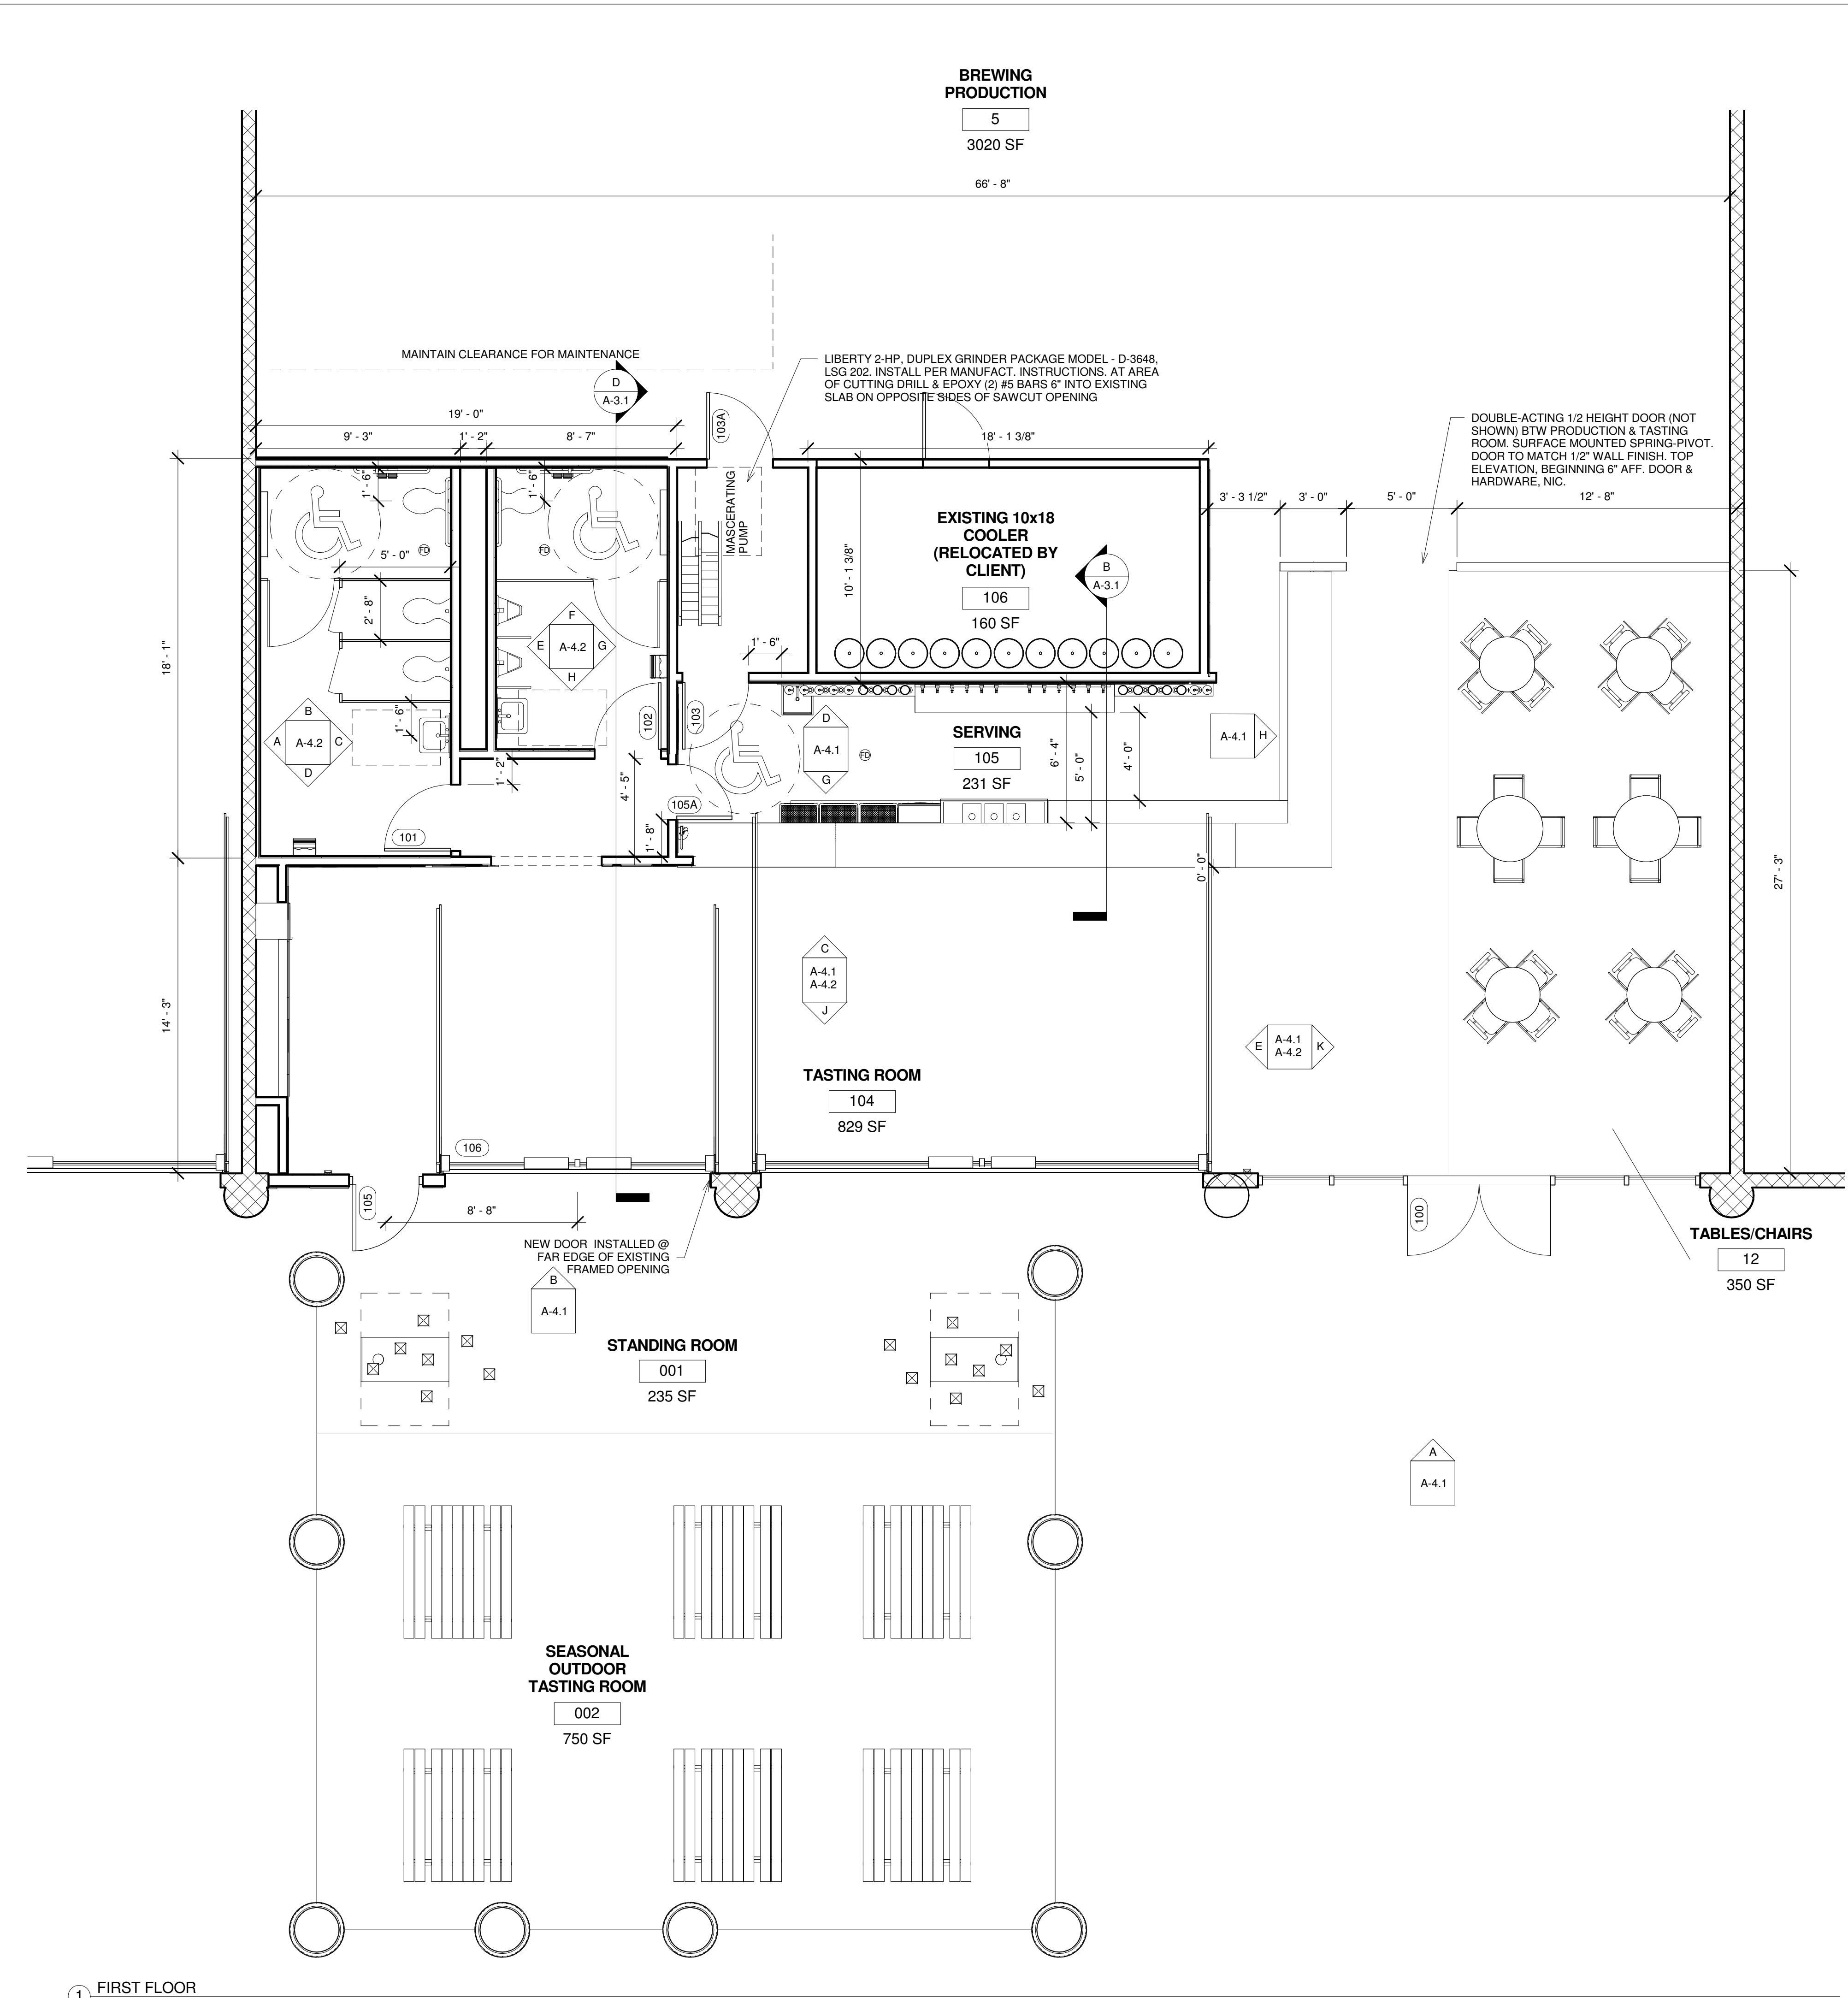 BREWING
PRODUCTION
5
3020 SF
66' - 8"
MAINTAIN CLEARANCE FOR MAINTENANCE
D
A-3.1
LIBERTY 2-HP, DUPLEX GRINDER PACKAGE MODEL - D-3648,
LSG 202. INSTALL PER MANUFACT. INSTRUCTIONS. AT AREA
OF CUTTING DRILL & EPOXY (2) #5 BARS 6" INTO EXISTING
SLAB ON OPPOSITE SIDES OF SAWCUT OPENING
DOUBLE-ACTING 1/2 HEIGHT DOOR (NOT
SHOWN) BTW PRODUCTION & TASTING
ROOM. SURFACE MOUNTED SPRING-PIVOT.
DOOR TO MATCH 1/2" WALL FINISH. TOP
ELEVATION, BEGINNING 6" AFF. DOOR &
HARDWARE, NIC.
19' - 0"
9' - 3"
1' - 2"
8' - 7"
103A
18' - 1 3/8"
3' - 3 1/2"
3' - 0"
5' - 0"
12' - 8"
1' - 6"
1' - 6"
MASCERATING
PUMP
EXISTING 10x18
COOLER
(RELOCATED BY
CLIENT)
106
160 SF
10' - 1 3/8"
B
A-3.1
FD
FD
5' - 0"
2' - 8"
18' - 1"
F
E
A-4.2
G
H
1' - 6"
1' - 6"
B
A
A-4.2
C
D
102
103
D
A-4.1
G
FD
SERVING
105
231 SF
6' - 4"
5' - 0"
4' - 0"
A-4.1
H
1' - 2"
4' - 5"
105A
1' - 8"
101
0' - 0"
27' - 3"
14' - 3"
C
A-4.1
A-4.2
J
E
A-4.1
A-4.2
K
TASTING ROOM
104
829 SF
106
105
8' - 8"
100
NEW DOOR INSTALLED @
FAR EDGE OF EXISTING
FRAMED OPENING
TABLES/CHAIRS
12
350 SF
B
A-4.1
STANDING ROOM
001
235 SF
A
A-4.1
SEASONAL
OUTDOOR
TASTING ROOM
002
750 SF
1
FIRST FLOOR